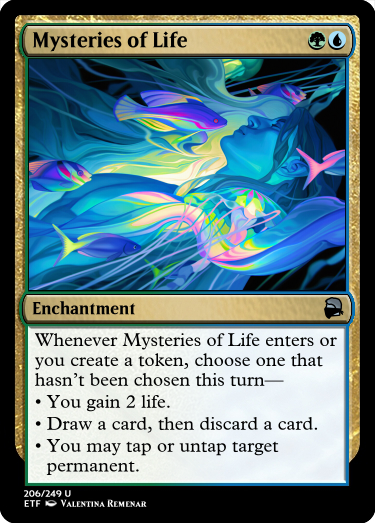 Mysteries of Life
Enchantment
Whenever Mysteries of Life enters or
you create a token, choose one that
hasn't been chosen this turn—
• You gain 2 life.
• Draw a card, then discard a card.
• You may tap or untap target
permanent.
206/249 U
ETF Valentina Remenar